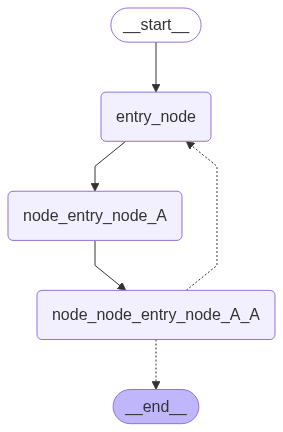 __start__
entry_node
node_entry_node_A
node_node_entry_node_A_A
__end__